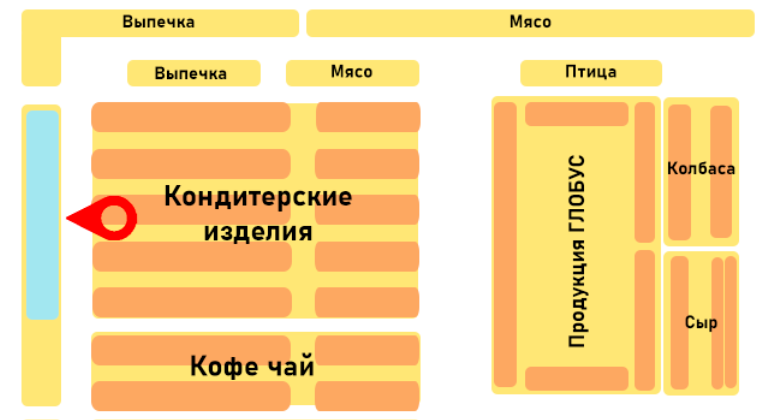 Выпечка
Мясо
Выпечка
Мясо
Птица
Кондитерские
изделия
Продукция ГЛОБУС
Колбаса
Сыр
Кофе чай